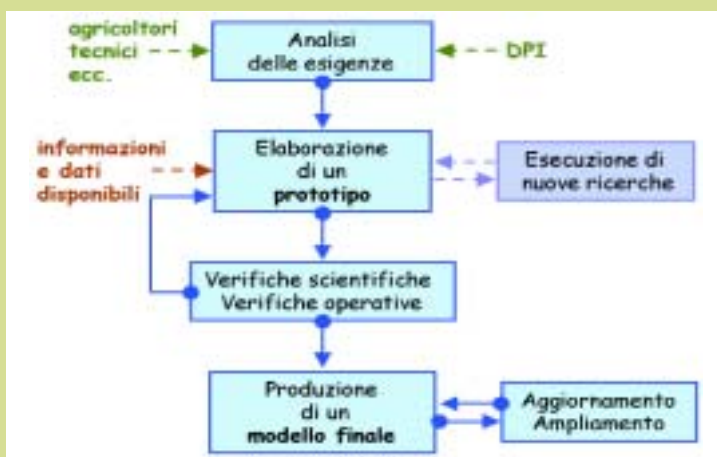 agricoltori
tecnici
ecc.
Analisi
delle esigenze
DPI
informazioni
e dati
disponibili
Elaborazione
di un
prototipo
Esecuzione di
nuove ricerche
Verifiche scientifiche
Verifiche operative
Produzione
di un
modello finale
Aggiornamento
Ampliamento